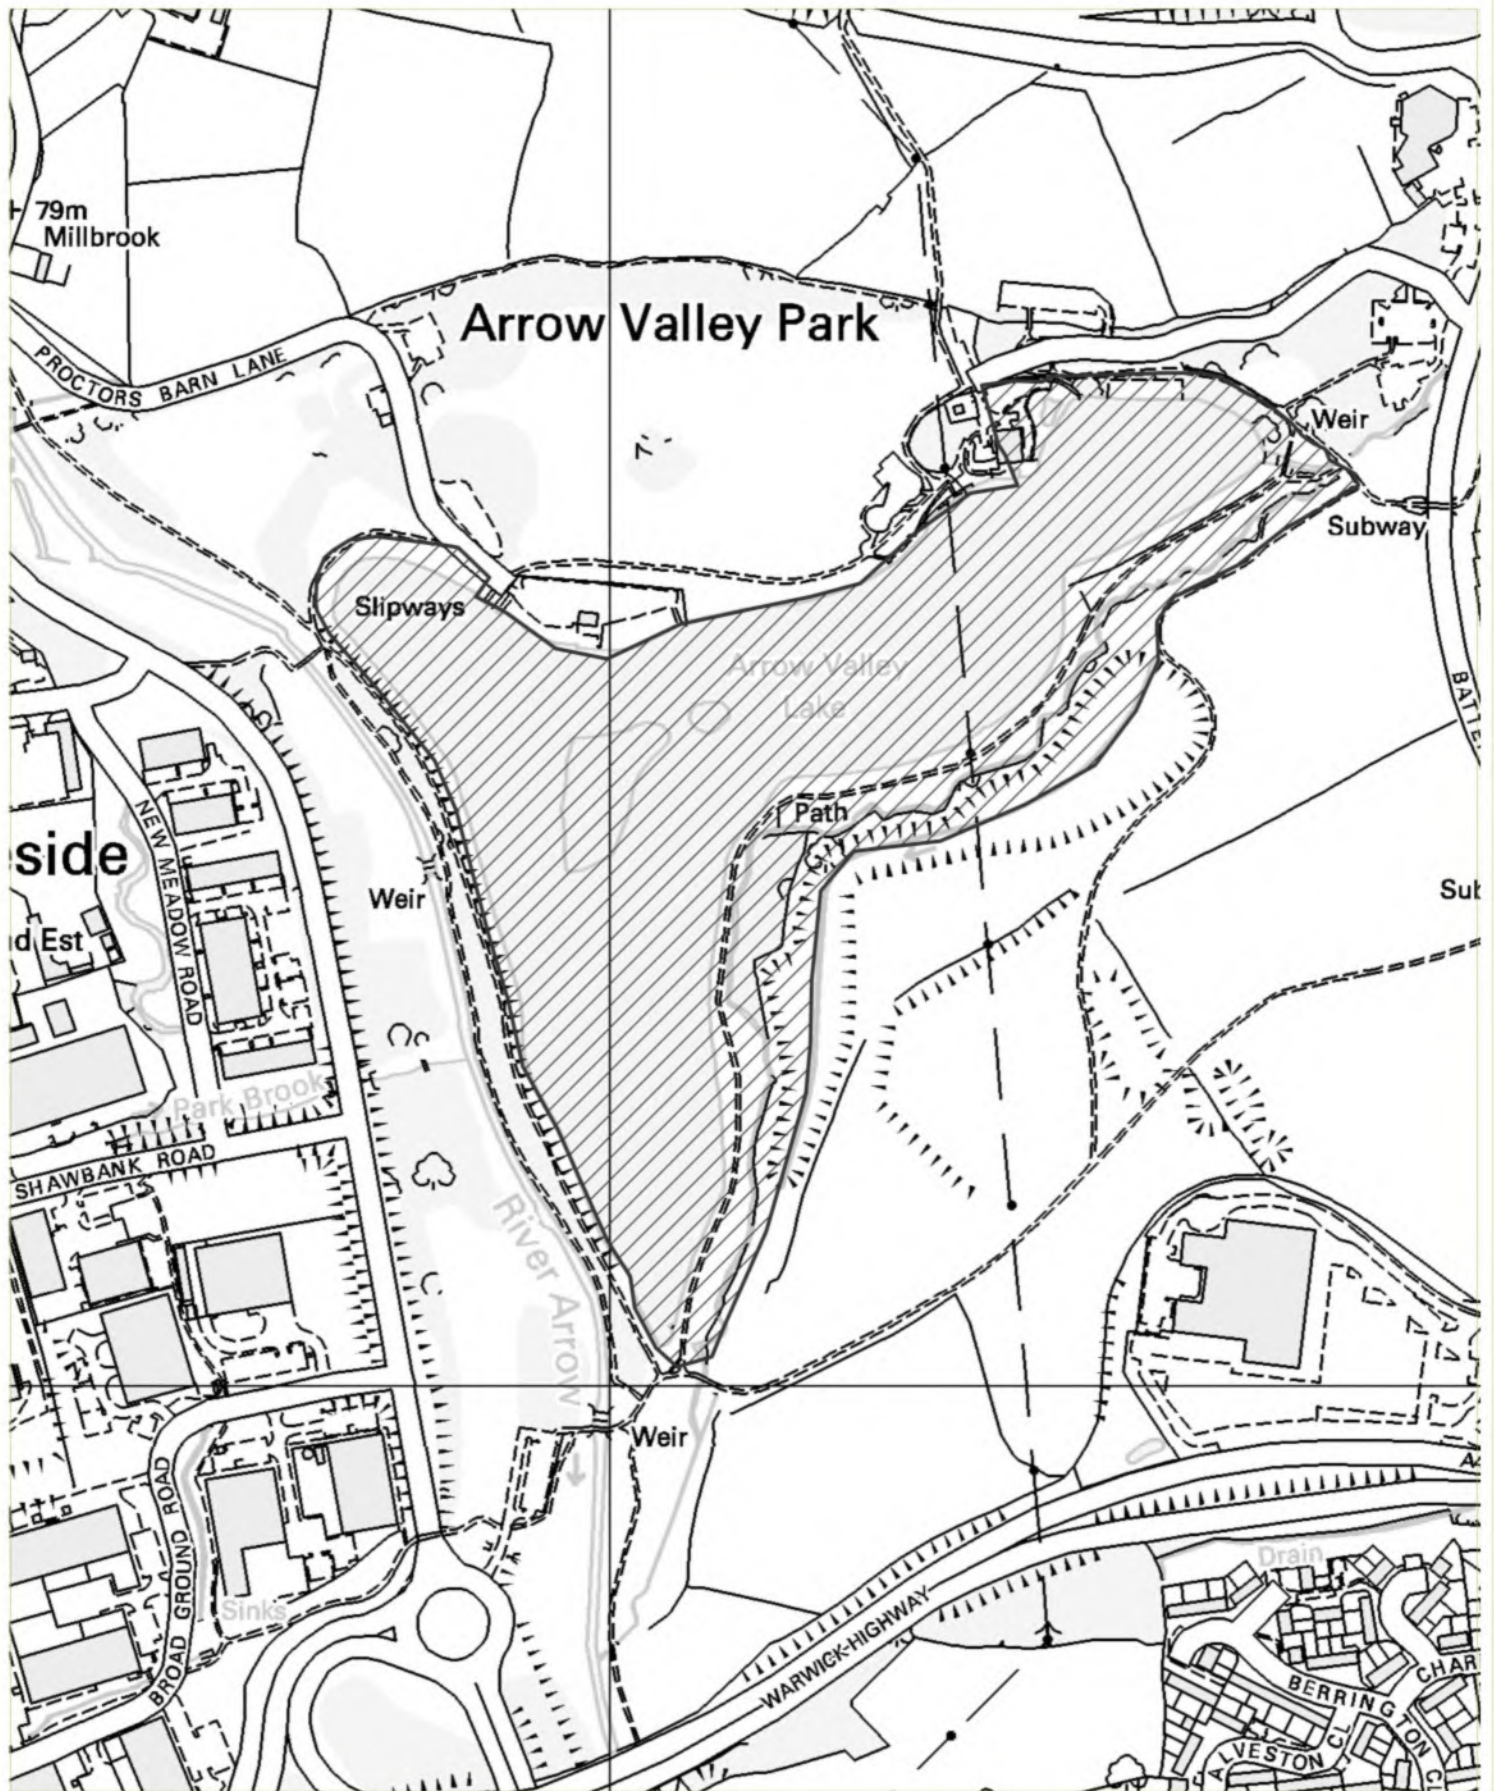 79m
Millbrook
Arrow Valley Park
PROCTORS BARN LANE
Weir
Subway
Slipways
Arrow Valley
Lake
Path
NEW MEADOW ROAD
side
Weir
d Est
Park Brook
SHAWBANK ROAD
River Arrow
Weir
BROAD GROUND ROAD
Sinks
Drain
WARWICK HIGHWAY
BERRINGTON
CHAR
ALVESTON CL
BATTE
Sub